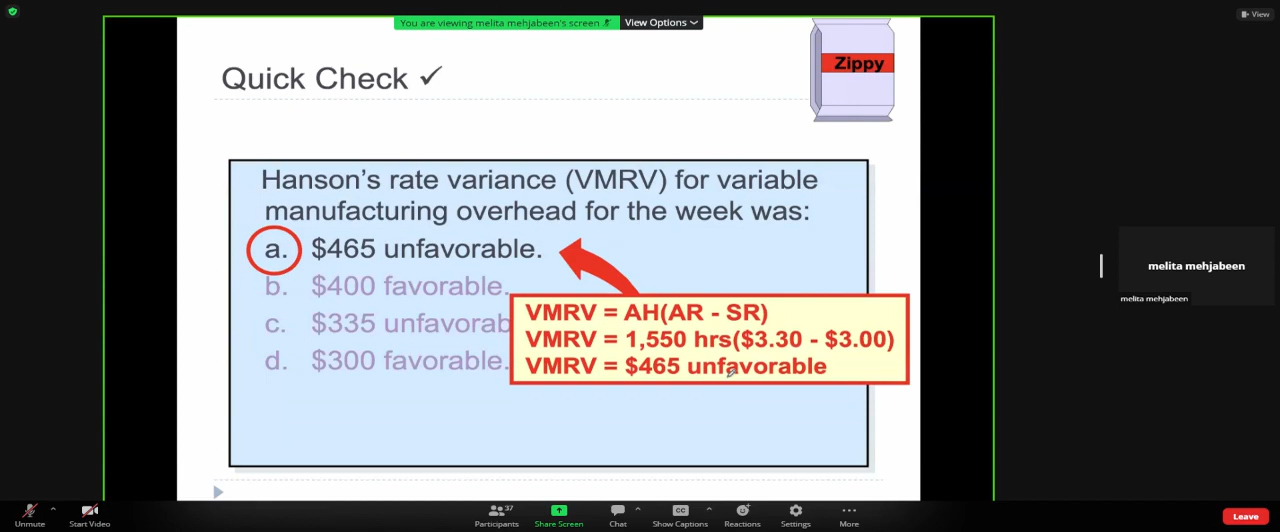 You are viewing melita mehjabeen's screen
View Options
View
Zippy
Quick Check ✓
Hanson's rate variance (VMRV) for variable
manufacturing overhead for the week was:
a. $465 unfavorable.
b. $400 favorable.
c. $335 unfavorab
d. $300 favorable.
VMRV = AH(AR - SR)
VMRV = 1,550 hrs($3.30 - $3.00)
VMRV = $465 unfavorable
melita mehjabeen
melita mehjabeen
Unmute
Start Video
37
Participants
Share Screen
Chat
CC
Show Captions
Reactions
Settings
More
Leave